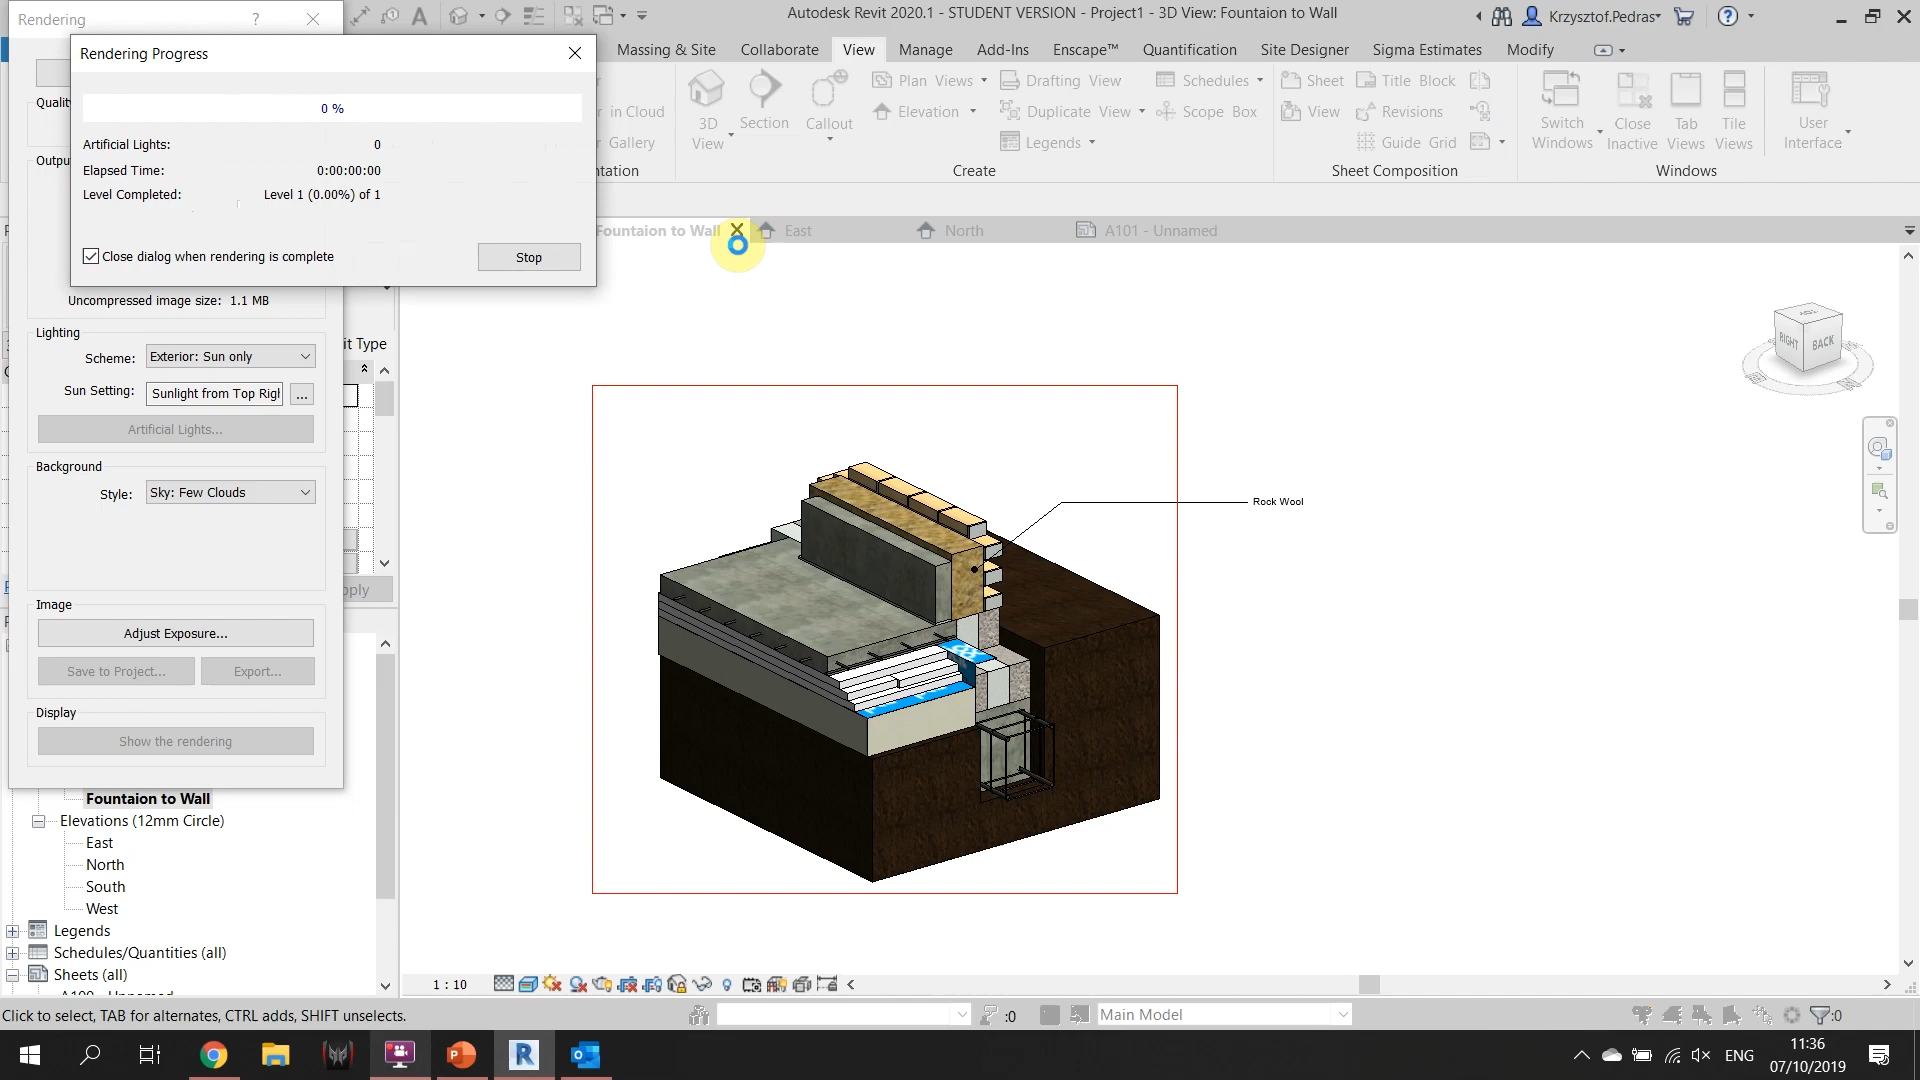 Rendering
?
Autodesk Revit 2020.1 - STUDENT VERSION - Project1 - 3D View: Fountaion to Wall
Krzysztof.Pedras
Rendering Progress
0 %
Artificial Lights: 0
Elapsed Time: 0:00:00:00
Level Completed: Level 1 (0.00%) of 1
Close dialog when rendering is complete
Stop
Massing & Site
Collaborate
View
Manage
Add-Ins
Enscape™
Quantification
Site Designer
Sigma Estimates
Modify
in Cloud
Gallery
3D
View
Section
Callout
Plan Views
Elevation
Drafting View
Duplicate View
Legends
Schedules
Scope Box
Create
Sheet
View
Title Block
Revisions
Guide Grid
Sheet Composition
Switch
Windows
Close
Inactive
Tab
Views
Tile
Views
User
Interface
Windows
Fountaion to Wall
East
North
A101 - Unnamed
Uncompressed image size: 1.1 MB
Lighting
Scheme: Exterior: Sun only
Sun Setting: Sunlight from Top Righ
...
Artificial Lights...
Background
Style: Sky: Few Clouds
Image
Adjust Exposure...
Save to Project...
Export...
Display
Show the rendering
Fountaion to Wall
Elevations (12mm Circle)
East
North
South
West
Legends
Schedules/Quantities (all)
Sheets (all)
RIGHT
BACK
Rock Wool
1 : 10
Click to select, TAB for alternates, CTRL adds, SHIFT unselects.
:0
Main Model
:0
ENG
11:36
07/10/2019